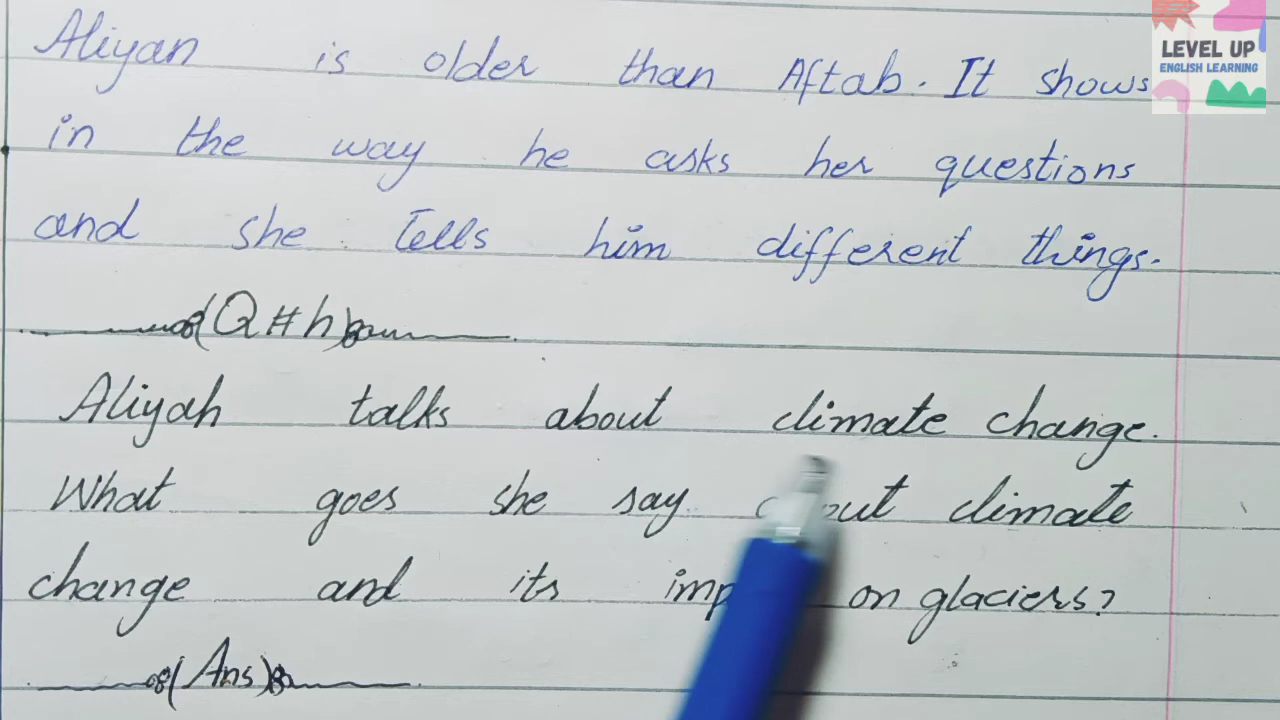 Aliyan is older than Aftab. It shows
in the way he asks her questions
and she tells him different things.
(Q#h)
Aliyah talks about climate change.
What goes she say climate
change and its on glaciers?
(Ans)
LEVEL UP
ENGLISH LEARNING